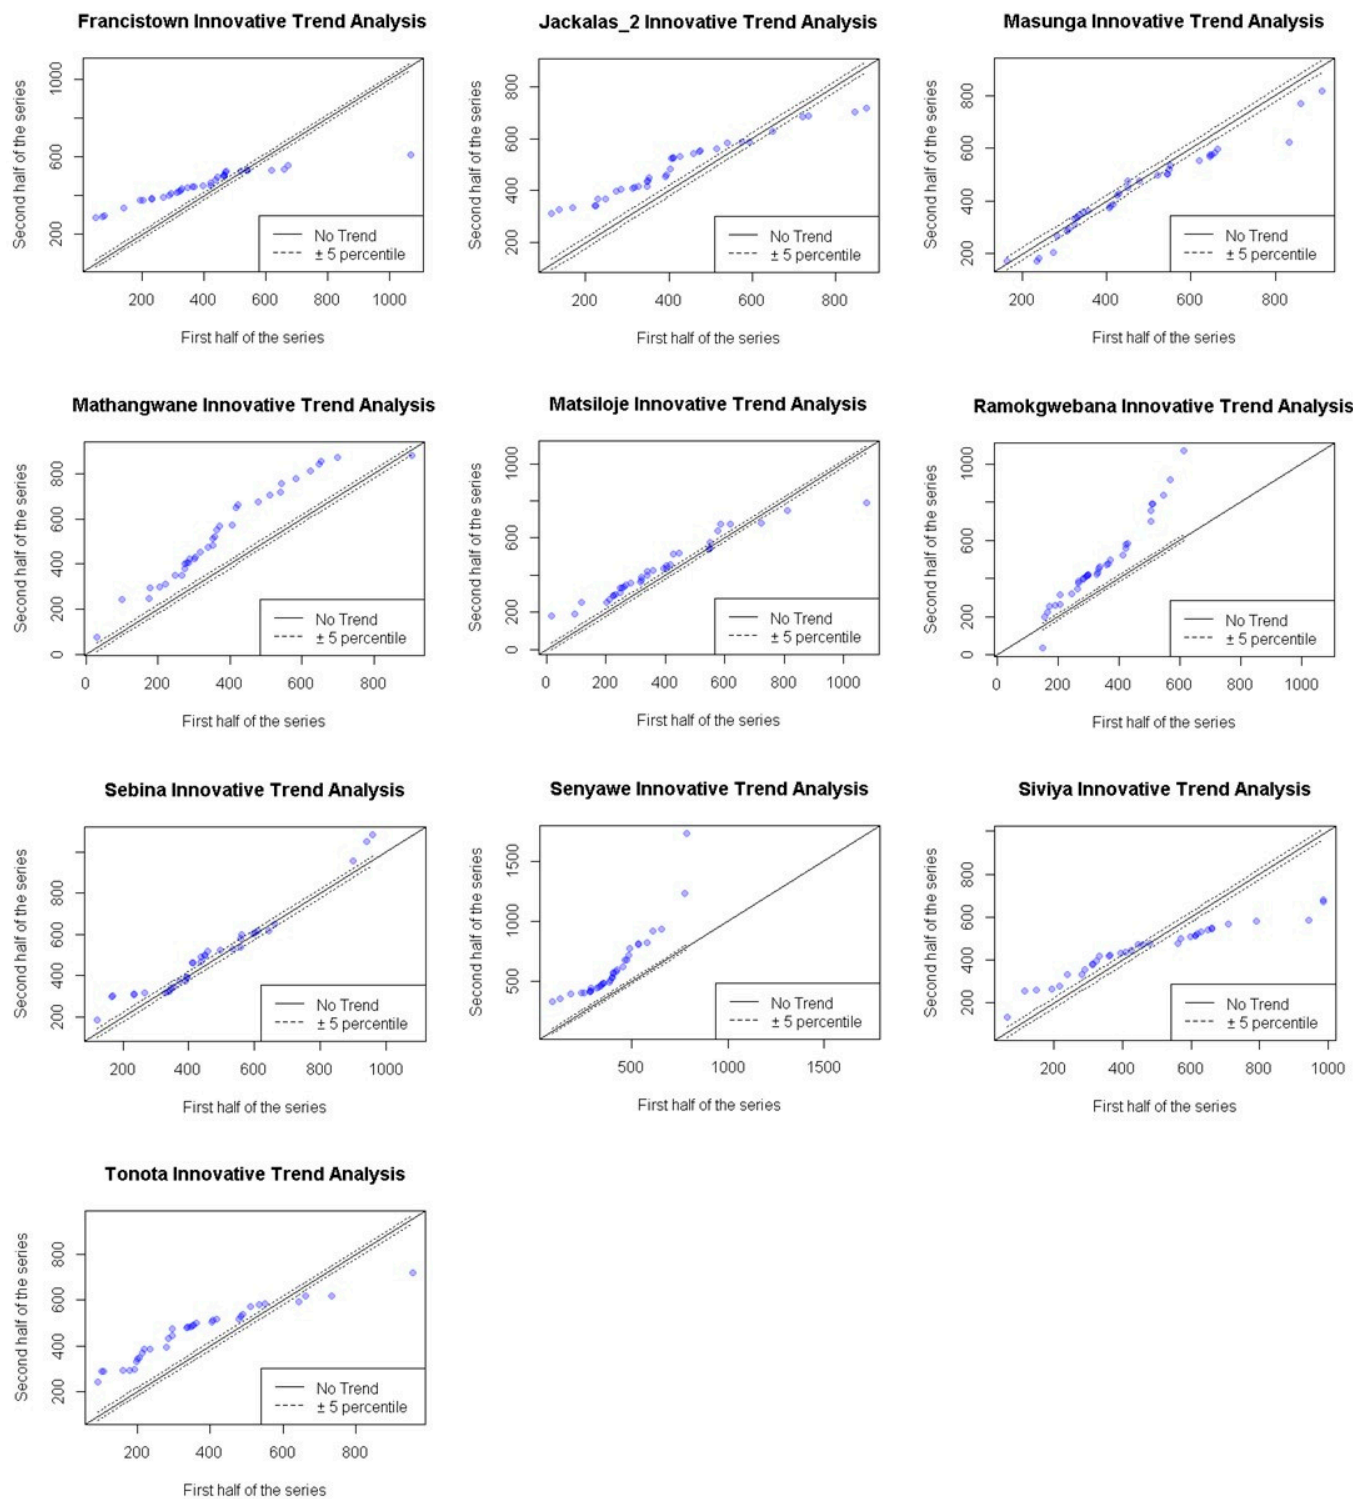 Francistown Innovative Trend Analysis
Second half of the series
1000
600
200
200 400 600 800 1000
First half of the series
No Trend
± 5 percentile
Jackalas_2 Innovative Trend Analysis
Second half of the series
800
600
400
200
200 400 600 800
First half of the series
No Trend
± 5 percentile
Masunga Innovative Trend Analysis
Second half of the series
800
600
400
200
200 400 600 800
First half of the series
No Trend
± 5 percentile
Mathangwane Innovative Trend Analysis
Second half of the series
800
600
400
200
0
0 200 400 600 800
First half of the series
No Trend
± 5 percentile
Matsiloje Innovative Trend Analysis
Second half of the series
1000
600
200
0
0 200 400 600 800 1000
First half of the series
No Trend
± 5 percentile
Ramokgwebana Innovative Trend Analysis
Second half of the series
1000
600
200
0
0 200 400 600 800 1000
First half of the series
No Trend
± 5 percentile
Sebina Innovative Trend Analysis
Second half of the series
800
600
400
200
200 400 600 800 1000
First half of the series
No Trend
± 5 percentile
Senyawe Innovative Trend Analysis
Second half of the series
1500
1000
500
500 1000 1500
First half of the series
No Trend
± 5 percentile
Siviya Innovative Trend Analysis
Second half of the series
800
600
400
200
200 400 600 800 1000
First half of the series
No Trend
± 5 percentile
Tonota Innovative Trend Analysis
Second half of the series
800
600
400
200
200 400 600 800
First half of the series
No Trend
± 5 percentile